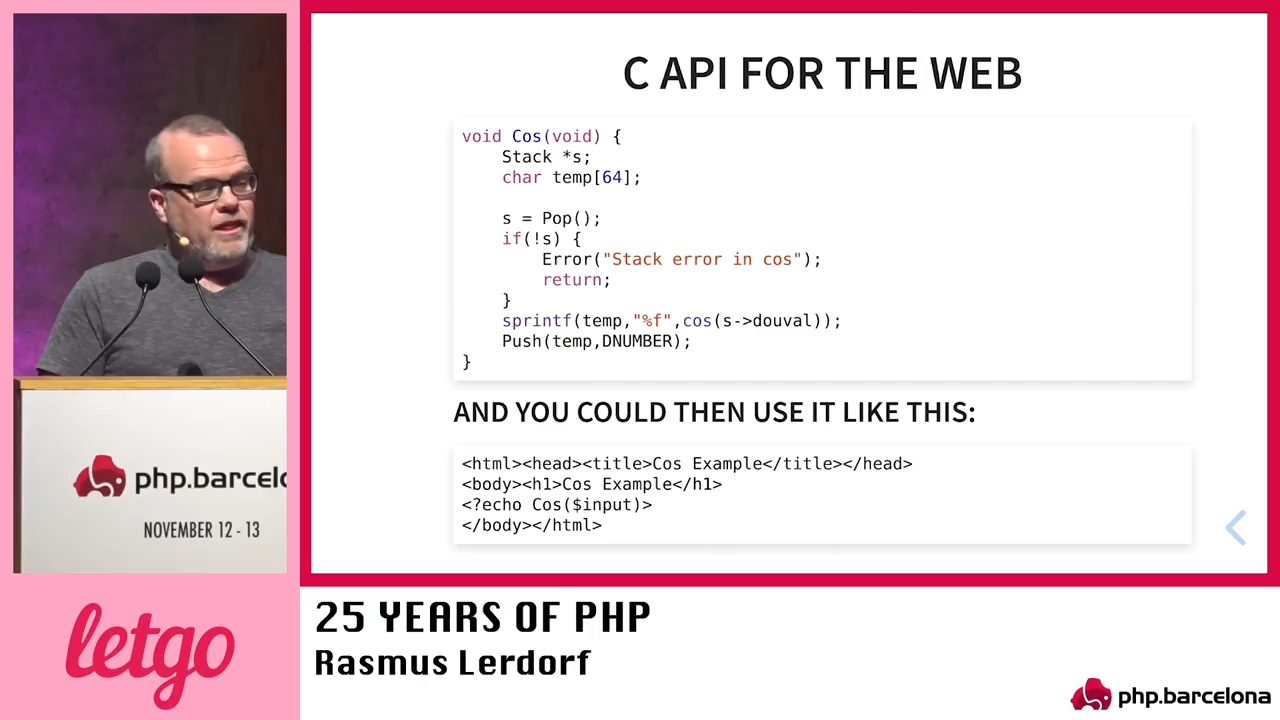 C API FOR THE WEB
void Cos(void) {
    Stack *s;
    char temp[64];

    s = Pop();
    if(!s) {
        Error("Stack error in cos");
        return;
    }
    sprintf(temp,"%f",cos(s->douval));
    Push(temp,DNUMBER);
}
AND YOU COULD THEN USE IT LIKE THIS:
<html><head><title>Cos Example</title></head>
<body><h1>Cos Example</h1>
<?echo Cos($input)>
</body></html>
php.barcelo
NOVEMBER 12 - 13
letgo
25 YEARS OF PHP
Rasmus Lerdorf
php.barcelona